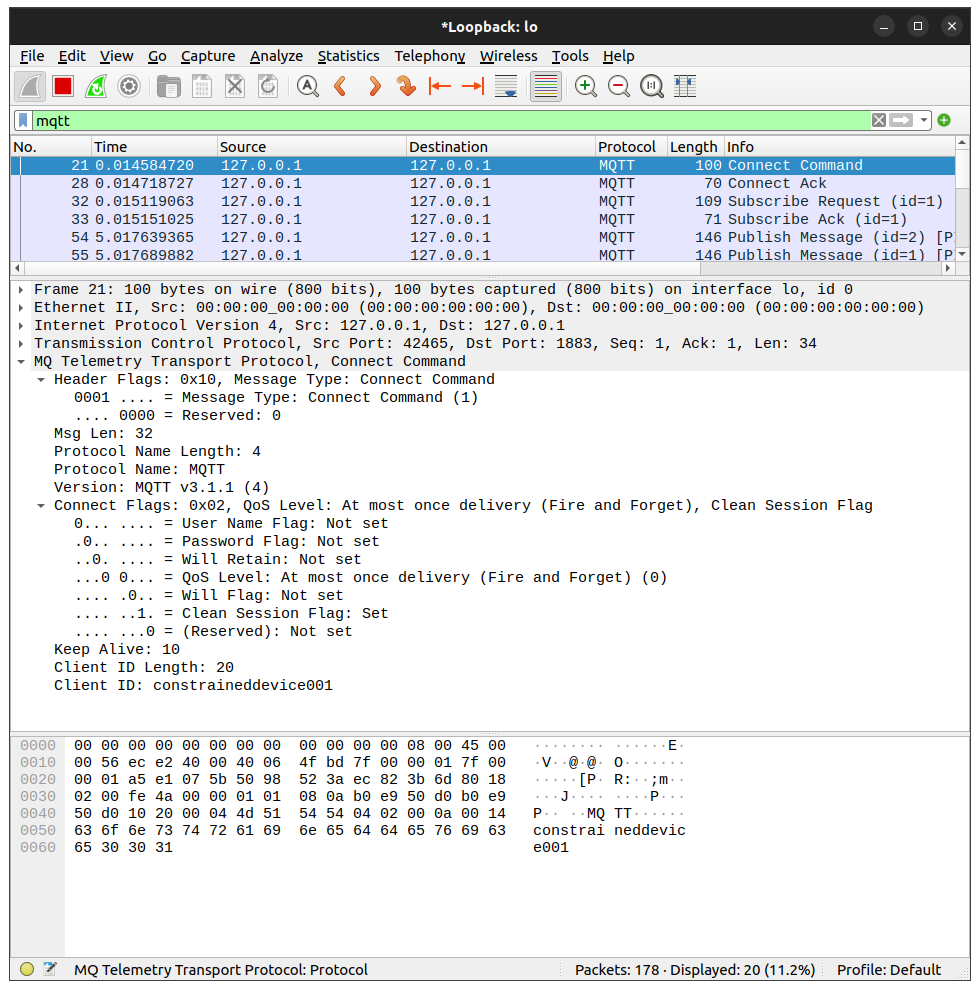 *Loopback: lo
File Edit View Go Capture Analyze Statistics Telephony Wireless Tools Help
mqtt
No. Time Source Destination Protocol Length Info
21 0.014584720 127.0.0.1 127.0.0.1 MQTT 100 Connect Command
28 0.014718727 127.0.0.1 127.0.0.1 MQTT 70 Connect Ack
32 0.015119063 127.0.0.1 127.0.0.1 MQTT 109 Subscribe Request (id=1)
33 0.015151025 127.0.0.1 127.0.0.1 MQTT 71 Subscribe Ack (id=1)
54 5.017639365 127.0.0.1 127.0.0.1 MQTT 146 Publish Message (id=2)
55 5.017689882 127.0.0.1 127.0.0.1 MQTT 146 Publish Message (id=1)
Frame 21: 100 bytes on wire (800 bits), 100 bytes captured (800 bits) on interface lo, id 0
Ethernet II, Src: 00:00:00_00:00:00 (00:00:00:00:00:00), Dst: 00:00:00_00:00:00 (00:00:00:00:00:00)
Internet Protocol Version 4, Src: 127.0.0.1, Dst: 127.0.0.1
Transmission Control Protocol, Src Port: 42465, Dst Port: 1883, Seq: 1, Ack: 1, Len: 34
MQ Telemetry Transport Protocol, Connect Command
Header Flags: 0x10, Message Type: Connect Command
0001 .... = Message Type: Connect Command (1)
.... 0000 = Reserved: 0
Msg Len: 32
Protocol Name Length: 4
Protocol Name: MQTT
Version: MQTT v3.1.1 (4)
Connect Flags: 0x02, QoS Level: At most once delivery (Fire and Forget), Clean Session Flag
0... .... = User Name Flag: Not set
.0.. .... = Password Flag: Not set
..0. .... = Will Retain: Not set
...0 0... = QoS Level: At most once delivery (Fire and Forget) (0)
.... .0.. = Will Flag: Not set
.... ..1. = Clean Session Flag: Set
.... ...0 = (Reserved): Not set
Keep Alive: 10
Client ID Length: 20
Client ID: constraineddevice001
0000 00 00 00 00 00 00 00 00 00 00 00 00 08 00 45 00 ········ ······E·
0010 00 56 ec e2 40 00 40 06 4f bd 7f 00 00 01 7f 00 ·V··@·@· O·······
0020 00 01 a5 e1 07 5b 50 98 52 3a ec 82 3b 6d 80 18 ·····[P· R:··;m··
0030 02 00 fe 4a 00 00 01 01 08 0a b0 e9 50 d0 b0 e9 ···J···· ····P···
0040 50 d0 10 20 00 04 4d 51 54 54 04 02 00 0a 00 14 P·· ··MQ TT······
0050 63 6f 6e 73 74 72 61 69 6e 65 64 64 65 76 69 63 constrai neddevic
0060 65 30 30 31 e001
MQ Telemetry Transport Protocol: Protocol Packets: 178 · Displayed: 20 (11.2%) Profile: Default